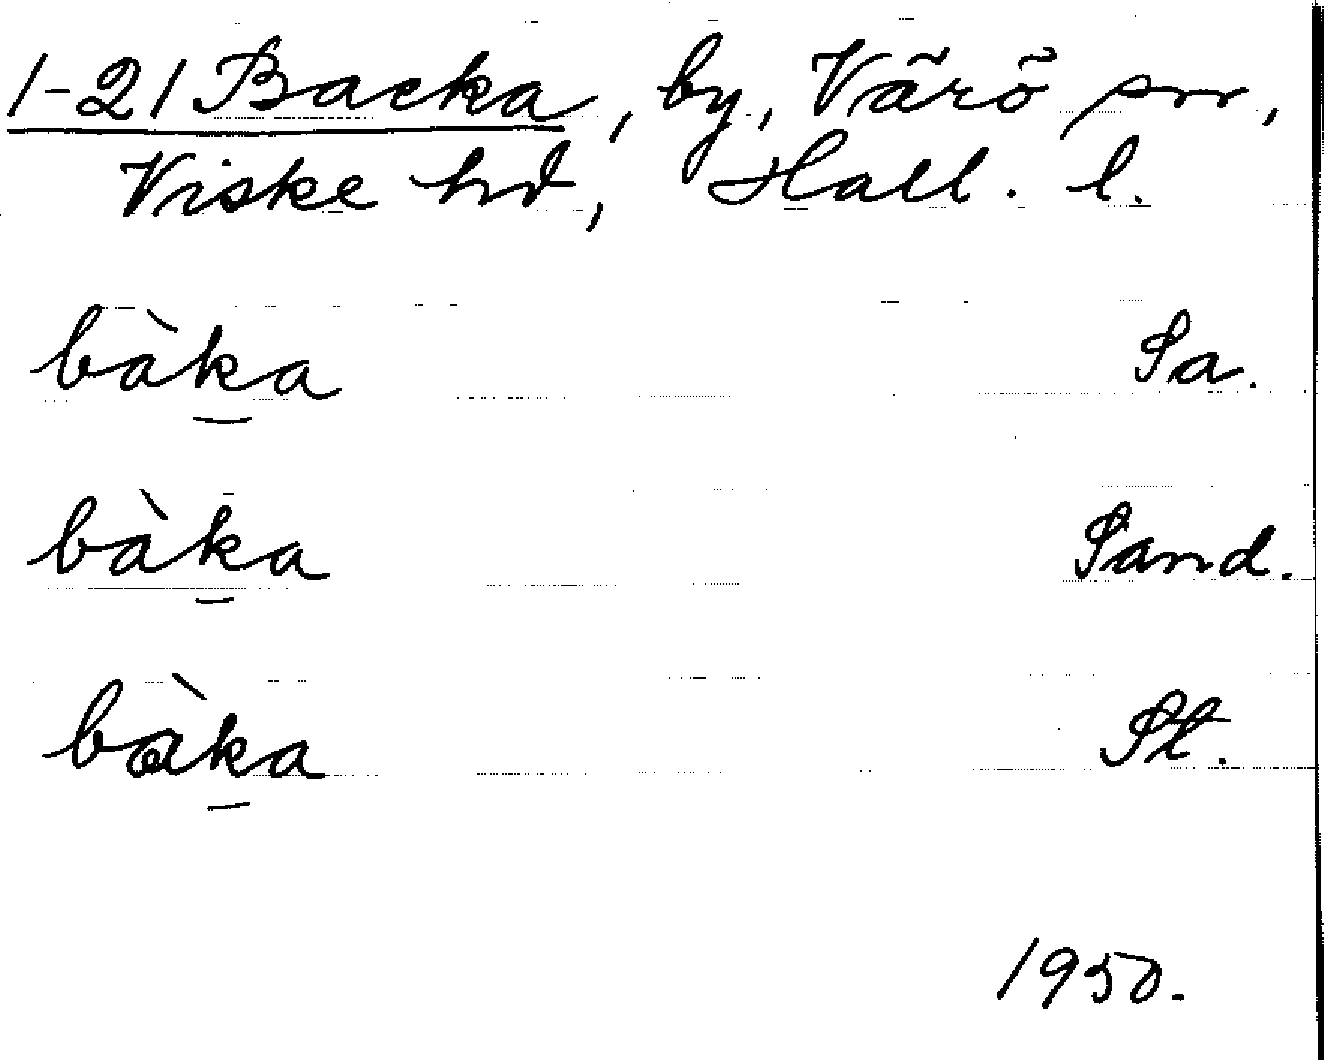 1-21 Backa, by, Värö sn,
Viske hd, Hall. l.
bàka Sa.
bàka Sand.
bàka St.
1950.